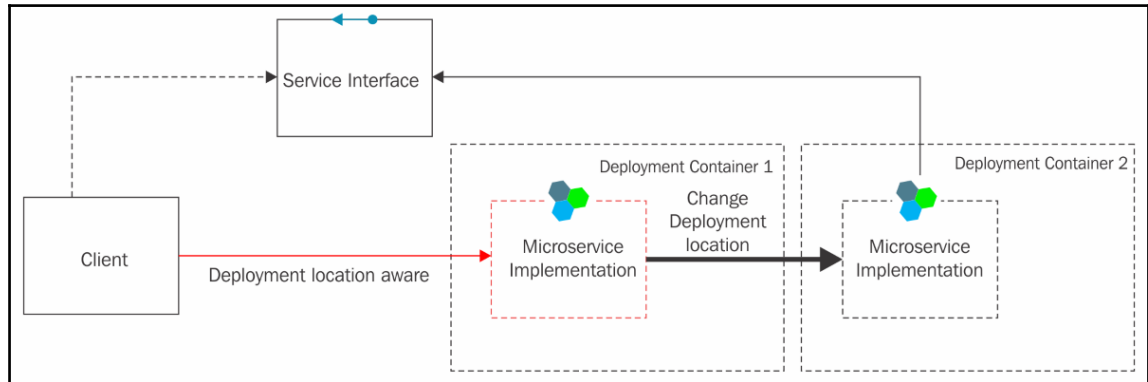 Service Interface
Deployment Container 1
Deployment Container 2
Client
Deployment location aware
Microservice
Implementation
Change
Deployment
location
Microservice
Implementation